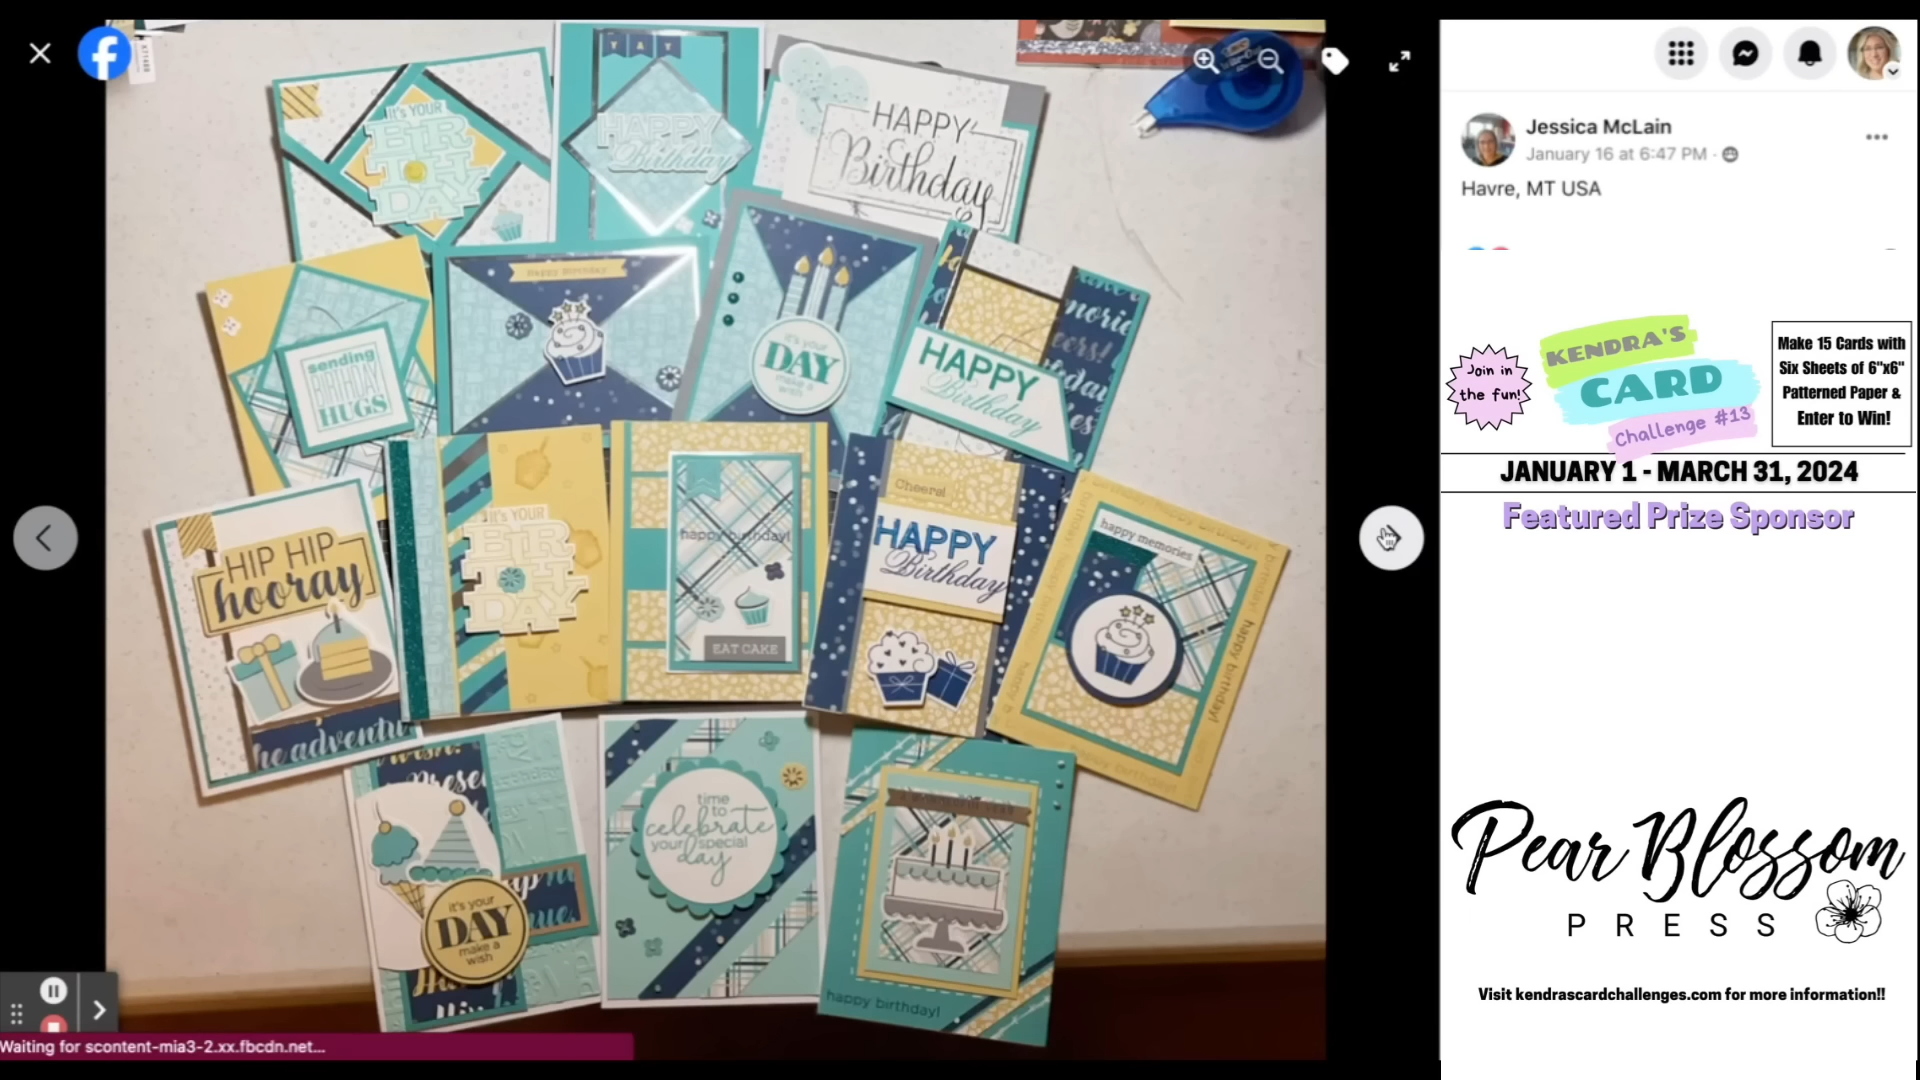 Jessica McLain
January 16 at 6:47 PM ·
Havre, MT USA
Join in
the fun!
KENDRA'S
CARD
Challenge #13
Make 15 Cards with
Six Sheets of 6"x6"
Patterned Paper &
Enter to Win!
JANUARY 1 - MARCH 31, 2024
Featured Prize Sponsor
Pear Blossom
PRESS
Visit kendrascardchallenges.com for more information!!
YAY
It's YOUR
BIRTHDAY
HAPPY
Birthday
HAPPY
Birthday
sending
BIRTHDAY
HUGS
Happy Birthday
it's your
DAY
make a
wish
HAPPY
Birthday
HIP HIP
hooray
It's YOUR
BIRTHDAY
happy birthday!
EAT CAKE
Cheers!
HAPPY
Birthday
happy memories
happy birthday!
it's your
DAY
make a
wish
time
to
celebrate
your special
day
happy birthday!
Waiting for scontent-mia3-2.xx.fbcdn.net...